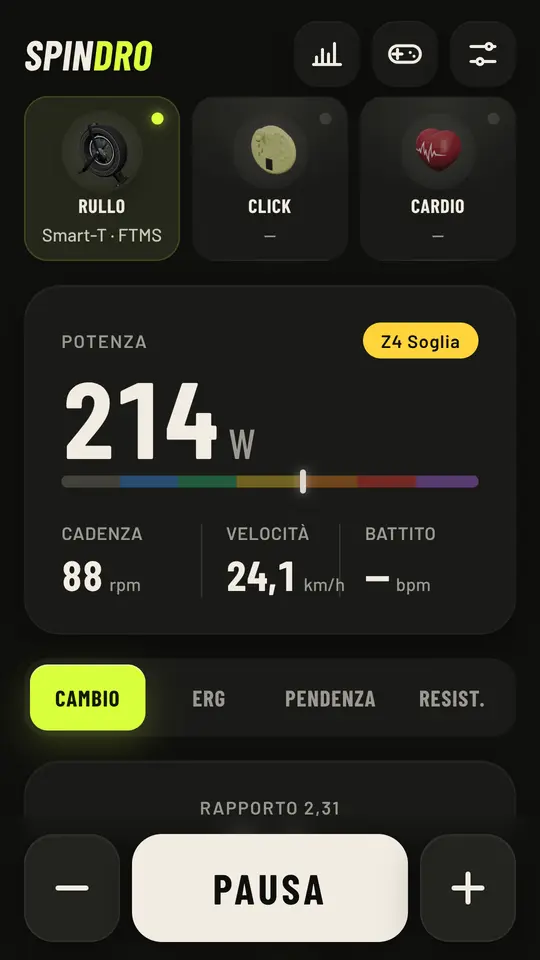 SPINDRO
RULLO
Smart-T · FTMS
CLICK
—
CARDIO
—
POTENZA
Z4 Soglia
214 W
CADENZA
88 rpm
VELOCITÀ
24,1 km/h
BATTITO
— bpm
CAMBIO
ERG
PENDENZA
RESIST.
RAPPORTO 2,31
PAUSA